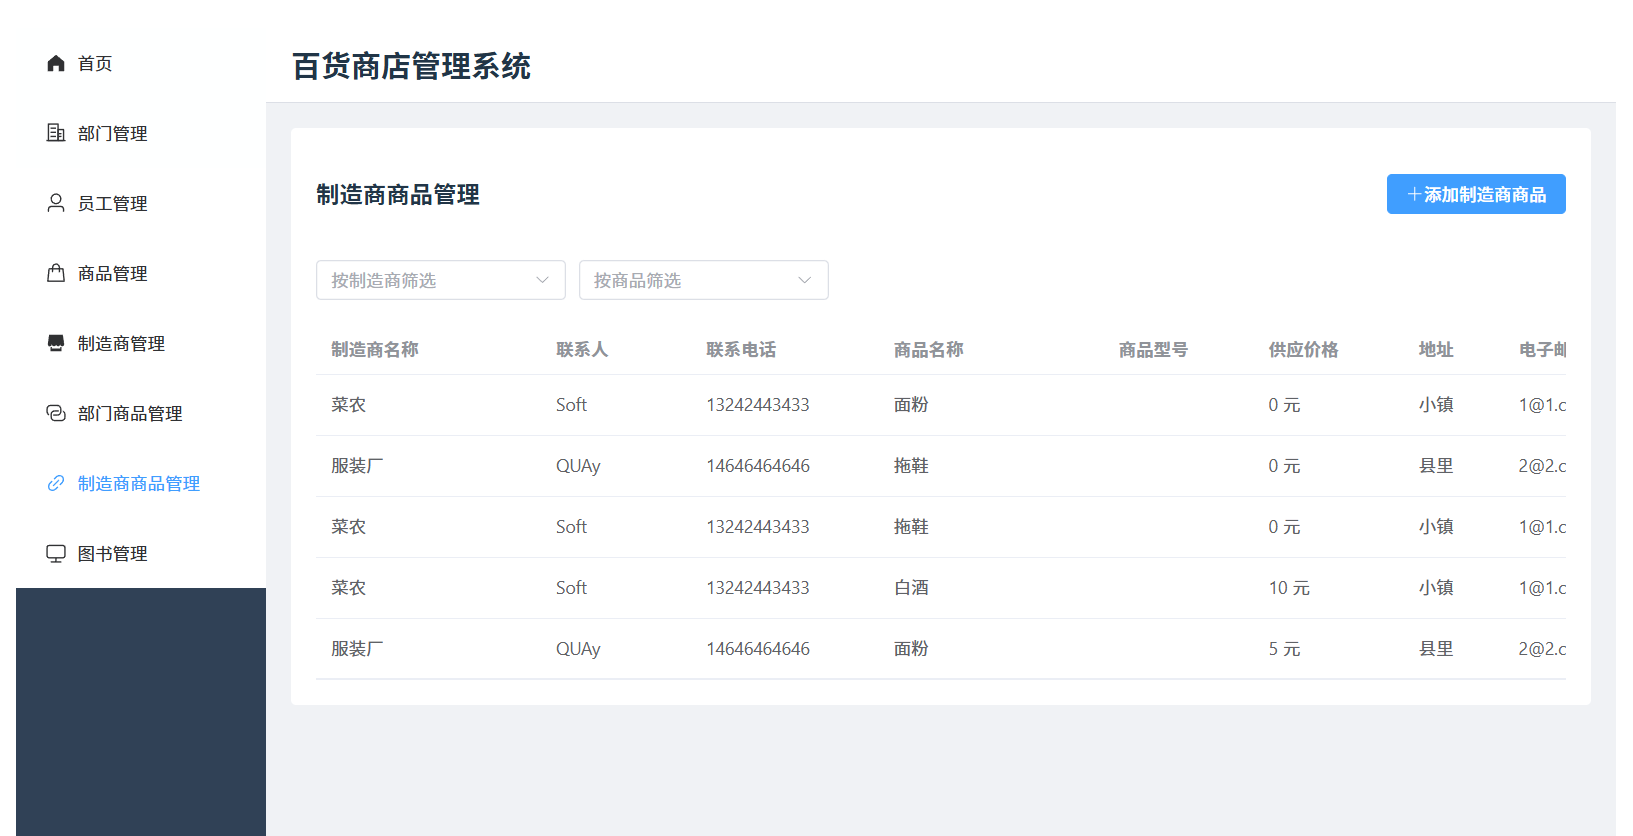 首页
部门管理
员工管理
商品管理
制造商管理
部门商品管理
制造商商品管理
图书管理
百货商店管理系统
制造商商品管理
添加制造商商品
按制造商筛选 按商品筛选
制造商名称 联系人 联系电话 商品名称 商品型号 供应价格 地址 电子邮
菜农 Soft 13242443433 面粉 0 元 小镇 1@1.c
服装厂 QUAy 14646464646 拖鞋 0 元 县里 2@2.c
菜农 Soft 13242443433 拖鞋 0 元 小镇 1@1.c
菜农 Soft 13242443433 白酒 10 元 小镇 1@1.c
服装厂 QUAy 14646464646 面粉 5 元 县里 2@2.c